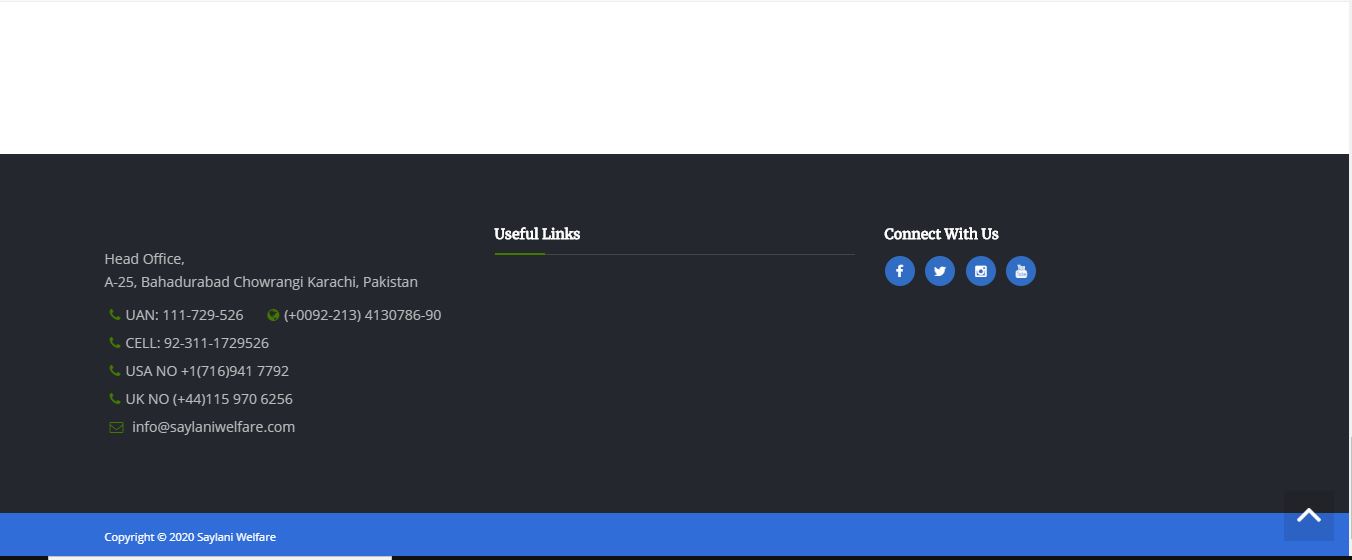 Head Office,
A-25, Bahadurabad Chowrangi Karachi, Pakistan
UAN: 111-729-526 (+0092-213) 4130786-90
CELL: 92-311-1729526
USA NO +1(716)941 7792
UK NO (+44)115 970 6256
info@saylaniwelfare.com
Useful Links
Connect With Us
Copyright © 2020 Saylani Welfare